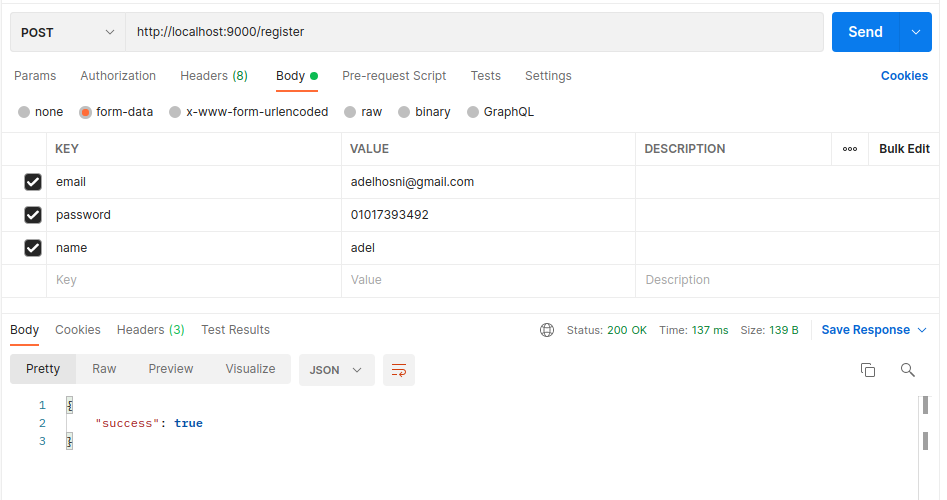 POST http://localhost:9000/register Send
Params Authorization Headers (8) Body Pre-request Script Tests Settings Cookies
none form-data x-www-form-urlencoded raw binary GraphQL
KEY VALUE DESCRIPTION ooo Bulk Edit
email adelhosni@gmail.com
password 01017393492
name adel
Key Value Description
Body Cookies Headers (3) Test Results Status: 200 OK Time: 137 ms Size: 139 B Save Response
Pretty Raw Preview Visualize JSON
1 {
2 "success": true
3 }